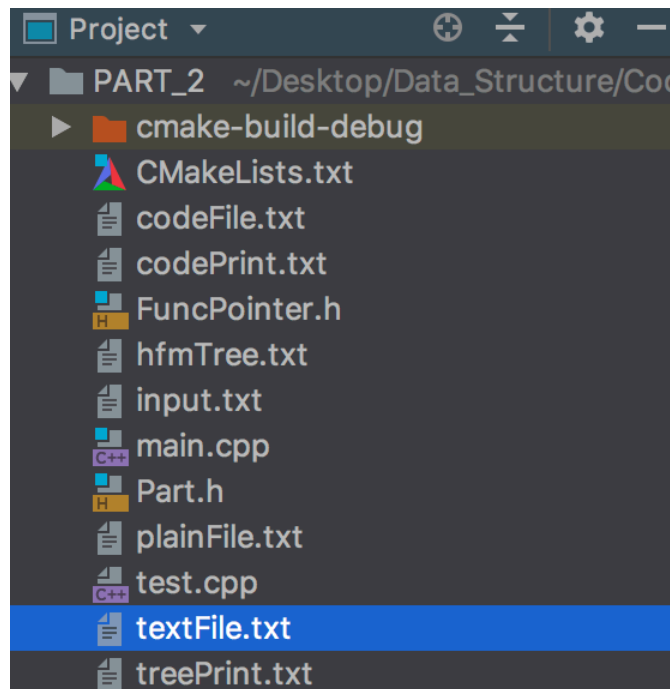 Project
PART_2 ~/Desktop/Data_Structure/Cod
cmake-build-debug
CMakeLists.txt
codeFile.txt
codePrint.txt
H FuncPointer.h
hfmTree.txt
input.txt
C++ main.cpp
H Part.h
plainFile.txt
C++ test.cpp
textFile.txt
treePrint.txt